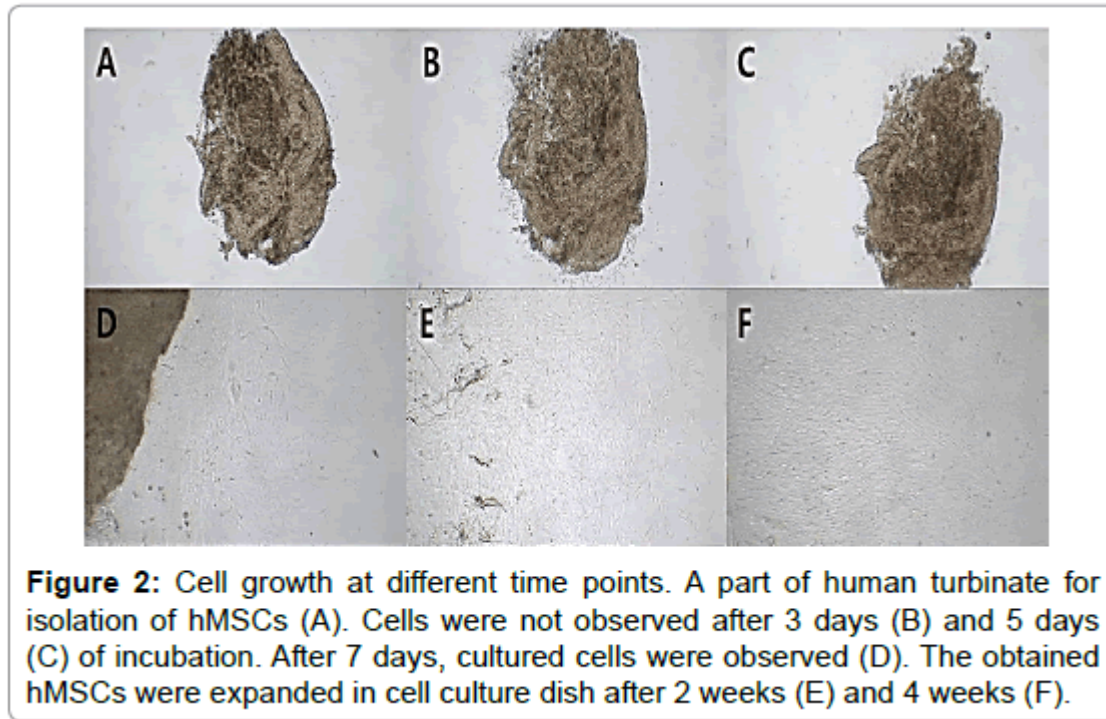 A
B
C
D
E
F
Figure 2: Cell growth at different time points. A part of human turbinate for
isolation of hMSCs (A). Cells were not observed after 3 days (B) and 5 days
(C) of incubation. After 7 days, cultured cells were observed (D). The obtained
hMSCs were expanded in cell culture dish after 2 weeks (E) and 4 weeks (F).